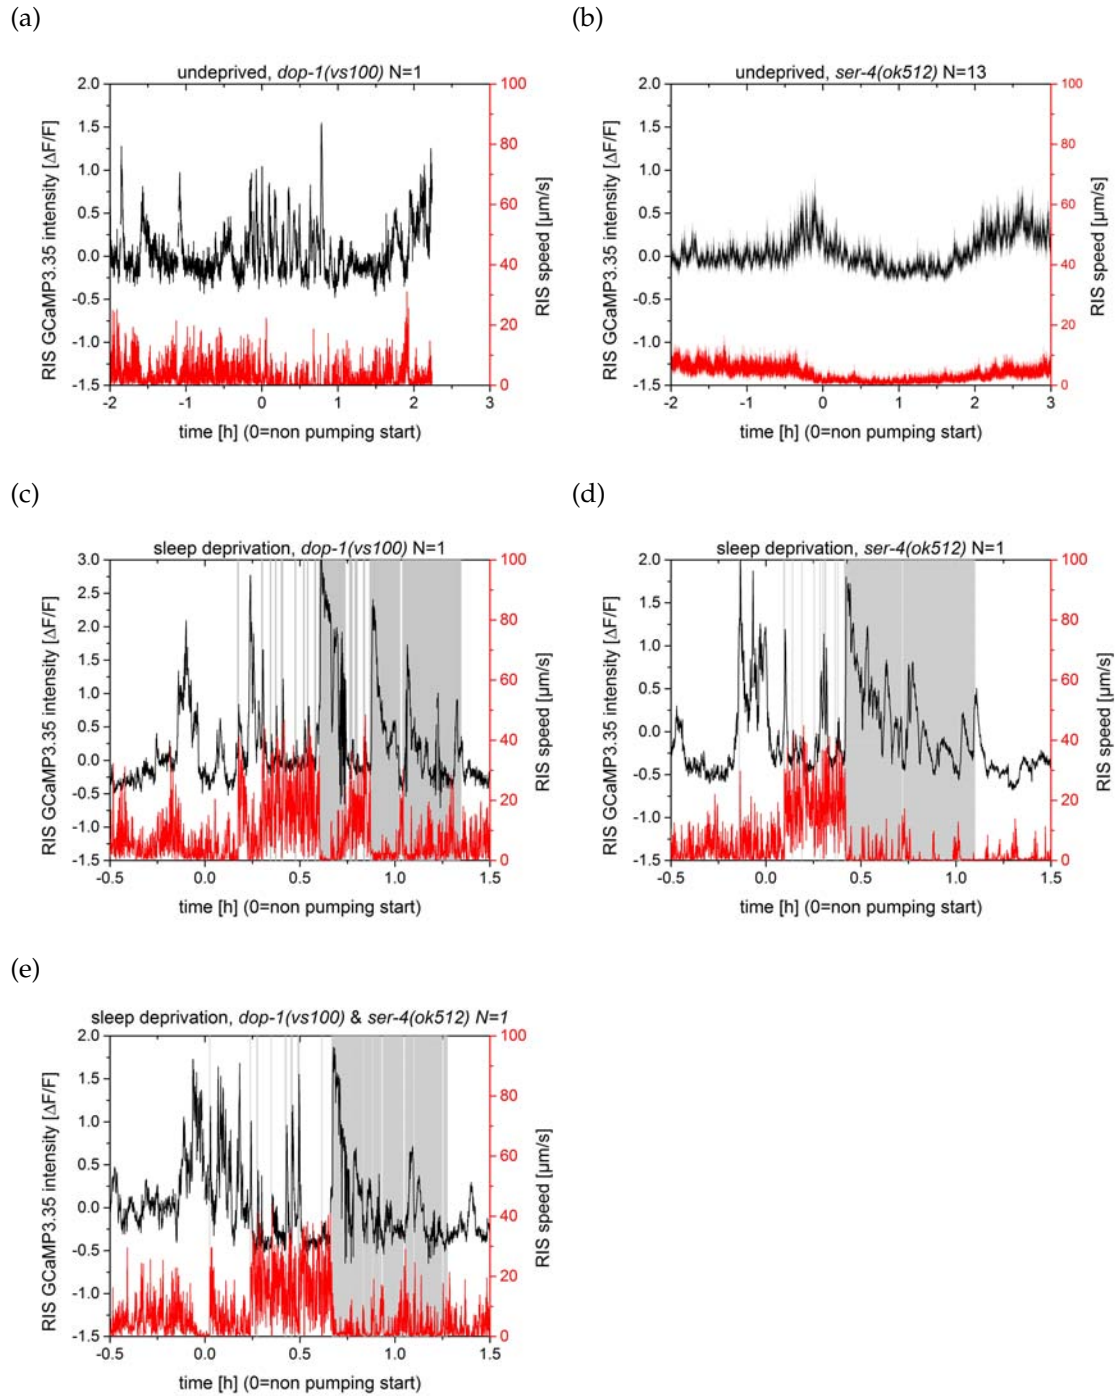 (a)
(b)
undeprived, dop-1(vs100) N=1
undeprived, ser-4(ok512) N=13
RIS GCaMP3.35 intensity [ΔF/F]
2.0
1.5
1.0
0.5
0.0
-0.5
-1.0
-1.5
100
80
60
40
20
0
RIS speed [µm/s]
-2 -1 0 1 2 3
time [h] (0=non pumping start)
RIS GCaMP3.35 intensity [ΔF/F]
2.0
1.5
1.0
0.5
0.0
-0.5
-1.0
-1.5
100
80
60
40
20
0
RIS speed [µm/s]
-2 -1 0 1 2 3
time [h] (0=non pumping start)
(c)
(d)
sleep deprivation, dop-1(vs100) N=1
sleep deprivation, ser-4(ok512) N=1
RIS GCaMP3.35 intensity [ΔF/F]
3.0
2.5
2.0
1.5
1.0
0.5
0.0
-0.5
-1.0
-1.5
100
80
60
40
20
0
RIS speed [µm/s]
-0.5 0.0 0.5 1.0 1.5
time [h] (0=non pumping start)
RIS GCaMP3.35 intensity [ΔF/F]
2.0
1.5
1.0
0.5
0.0
-0.5
-1.0
-1.5
100
80
60
40
20
0
RIS speed [µm/s]
-0.5 0.0 0.5 1.0 1.5
time [h] (0=non pumping start)
(e)
sleep deprivation, dop-1(vs100) & ser-4(ok512) N=1
RIS GCaMP3.35 intensity [ΔF/F]
2.0
1.5
1.0
0.5
0.0
-0.5
-1.0
-1.5
100
80
60
40
20
0
RIS speed [µm/s]
-0.5 0.0 0.5 1.0 1.5
time [h] (0=non pumping start)